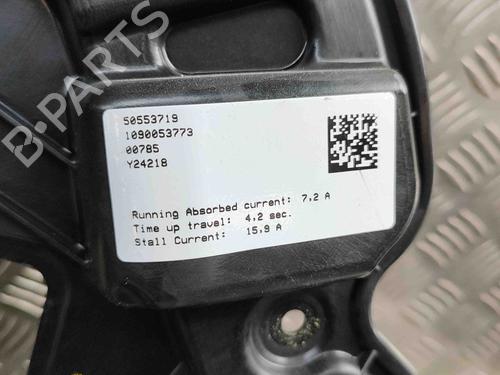 B-PARTS
50553719
1090053773
00785
Y24218
Running Absorbed current: 7,2 A
Time up travel: 4,2 sec.
Stall Current: 15,9 A